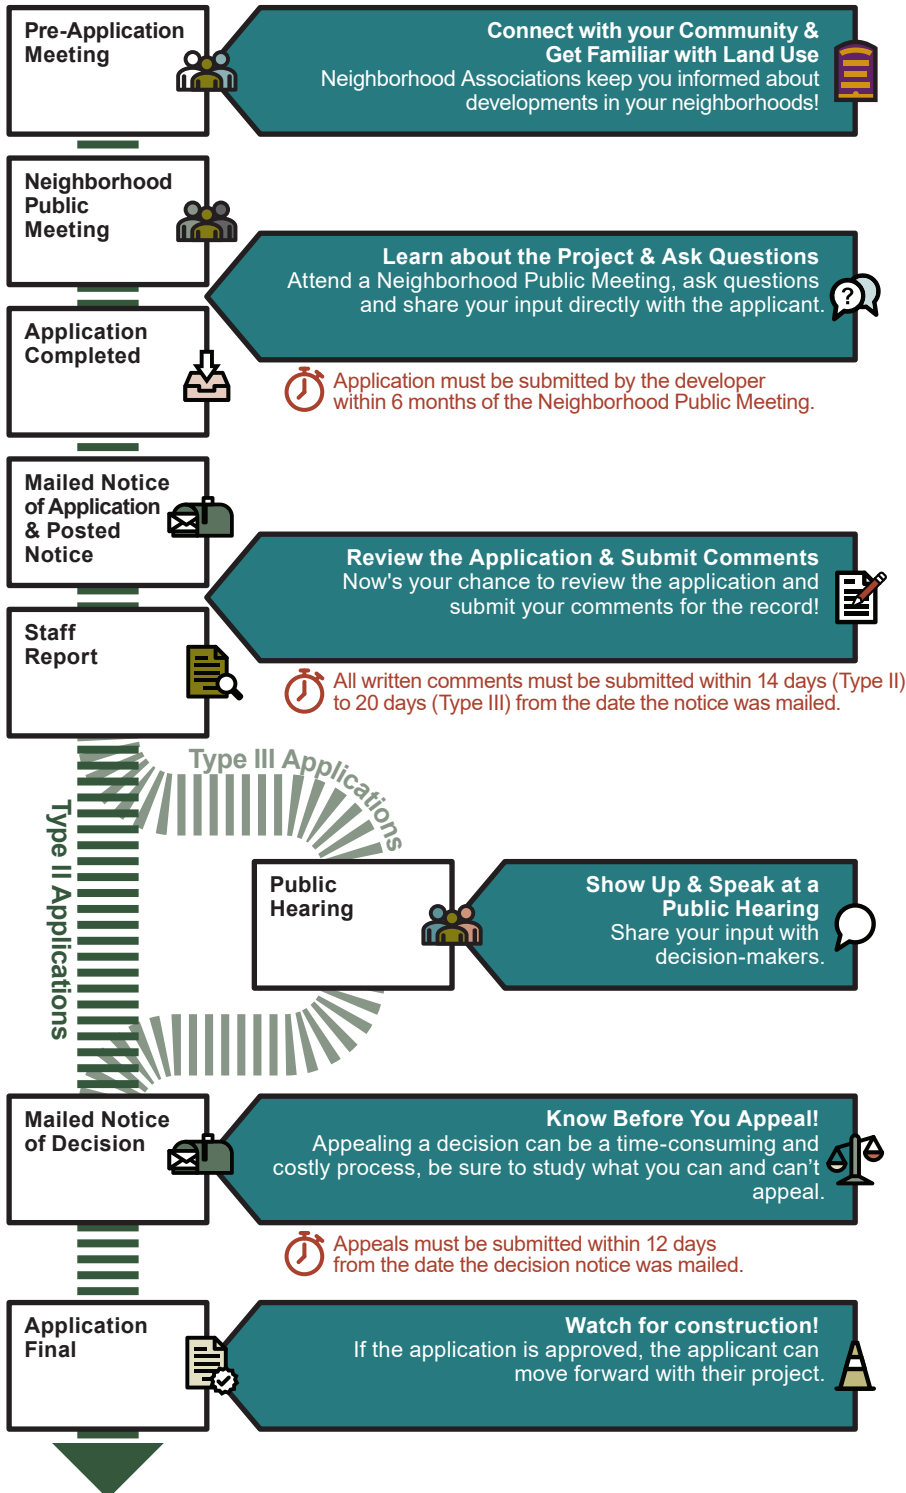 Pre-Application
Meeting
Connect with your Community &
Get Familiar with Land Use
Neighborhood Associations keep you informed about
developments in your neighborhoods!
Neighborhood
Public
Meeting
Learn about the Project & Ask Questions
Attend a Neighborhood Public Meeting, ask questions
and share your input directly with the applicant.
?
Application
Completed
Application must be submitted by the developer
within 6 months of the Neighborhood Public Meeting.
Mailed Notice
of Application
& Posted
Notice
Review the Application & Submit Comments
Now's your chance to review the application and
submit your comments for the record!
Staff
Report
All written comments must be submitted within 14 days (Type II)
to 20 days (Type III) from the date the notice was mailed.
Type III Applications
Type II Applications
Public
Hearing
Show Up & Speak at a
Public Hearing
Share your input with
decision-makers.
Mailed Notice
of Decision
Know Before You Appeal!
Appealing a decision can be a time-consuming and
costly process, be sure to study what you can and can’t
appeal.
Appeals must be submitted within 12 days
from the date the decision notice was mailed.
Application
Final
Watch for construction!
If the application is approved, the applicant can
move forward with their project.